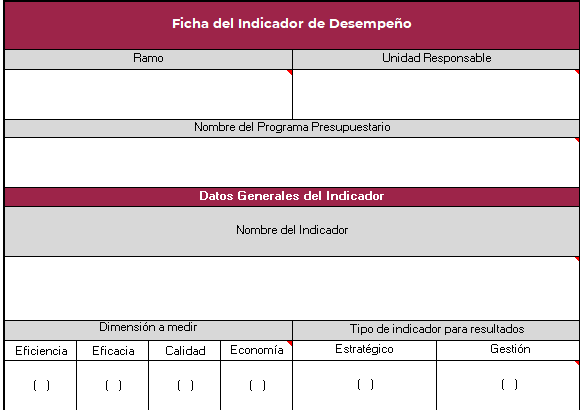 Ficha del Indicador de Desempeño
Ramo Unidad Responsable
Nombre del Programa Presupuestario
Datos Generales del Indicador
Nombre del Indicador
Dimensión a medir Tipo de indicador para resultados
Eficiencia Eficacia Calidad Economía Estratégico Gestión
( ) ( ) ( ) ( ) ( ) ( )